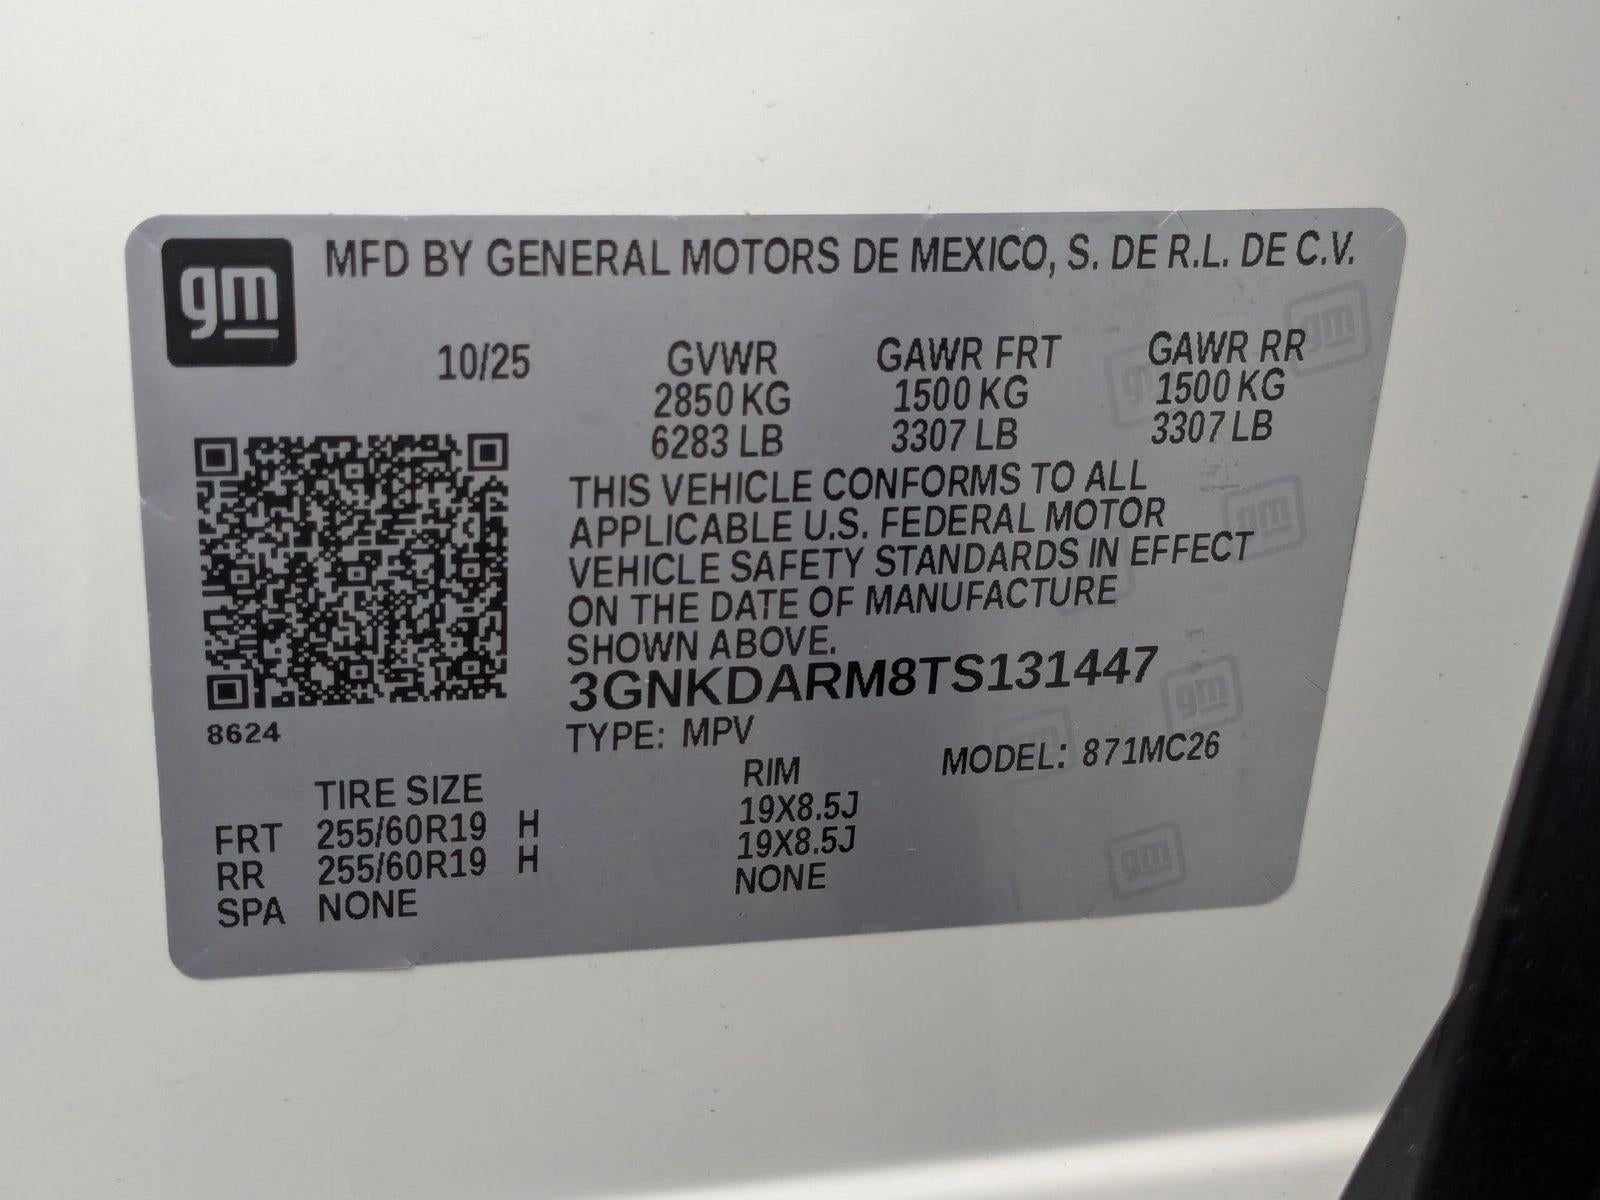 gm
MFD BY GENERAL MOTORS DE MEXICO, S. DE R.L. DE C.V.
10/25 GVWR GAWR FRT GAWR RR
2850 KG 1500 KG 1500 KG
6283 LB 3307 LB 3307 LB
THIS VEHICLE CONFORMS TO ALL
APPLICABLE U.S. FEDERAL MOTOR
VEHICLE SAFETY STANDARDS IN EFFECT
ON THE DATE OF MANUFACTURE
SHOWN ABOVE.
3GNKDARM8TS131447
8624
TYPE: MPV MODEL: 871MC26
TIRE SIZE RIM
FRT 255/60R19 H 19X8.5J
RR 255/60R19 H 19X8.5J
SPA NONE NONE